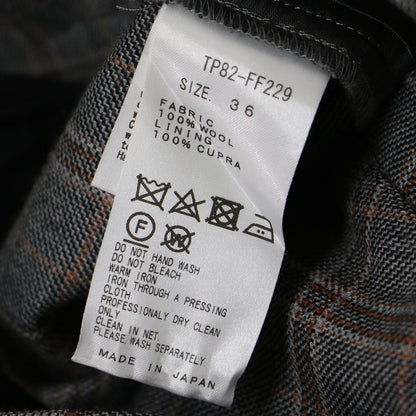 TP82-FF229
SIZE. 36
FABRIC
100% WOOL
LINING
100% CUPRA
F
W
DO NOT HAND WASH
DO NOT BLEACH
WARM IRON
IRON THROUGH A PRESSING
CLOTH
PROFESSIONALY DRY CLEAN
ONLY
CLEAN IN NET.
PLEASE WASH SEPARATELY
MADE IN JAPAN